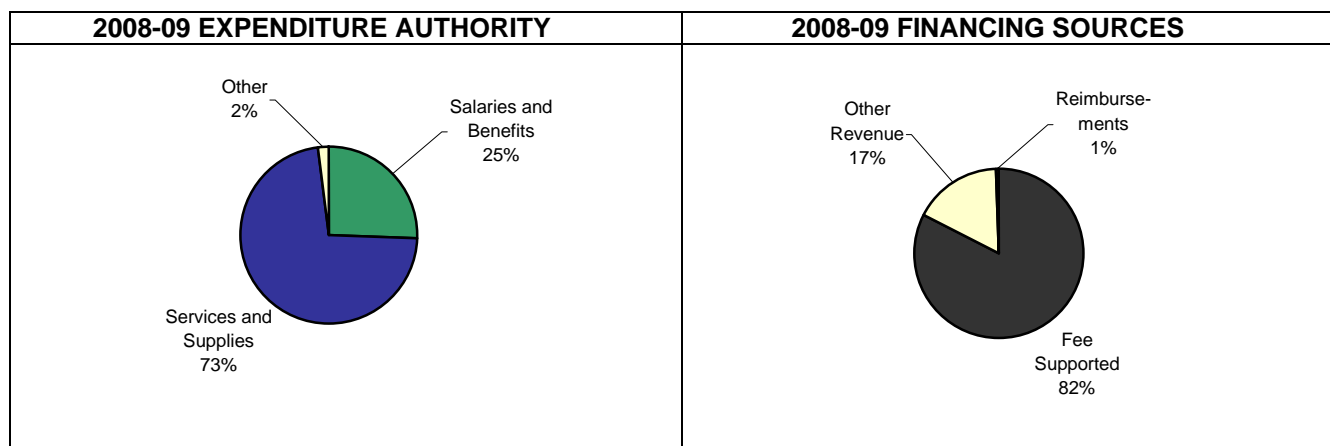 2008-09 EXPENDITURE AUTHORITY
Other
2%
Salaries and
Benefits
25%
Services and
Supplies
73%
2008-09 FINANCING SOURCES
Other
Revenue
17%
Reimburse-
ments
1%
Fee
Supported
82%